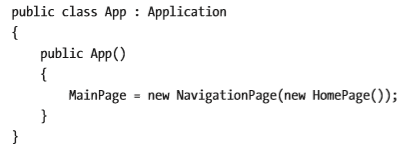 public class App : Application
{
    public App()
    {
        MainPage = new NavigationPage(new HomePage());
    }
}